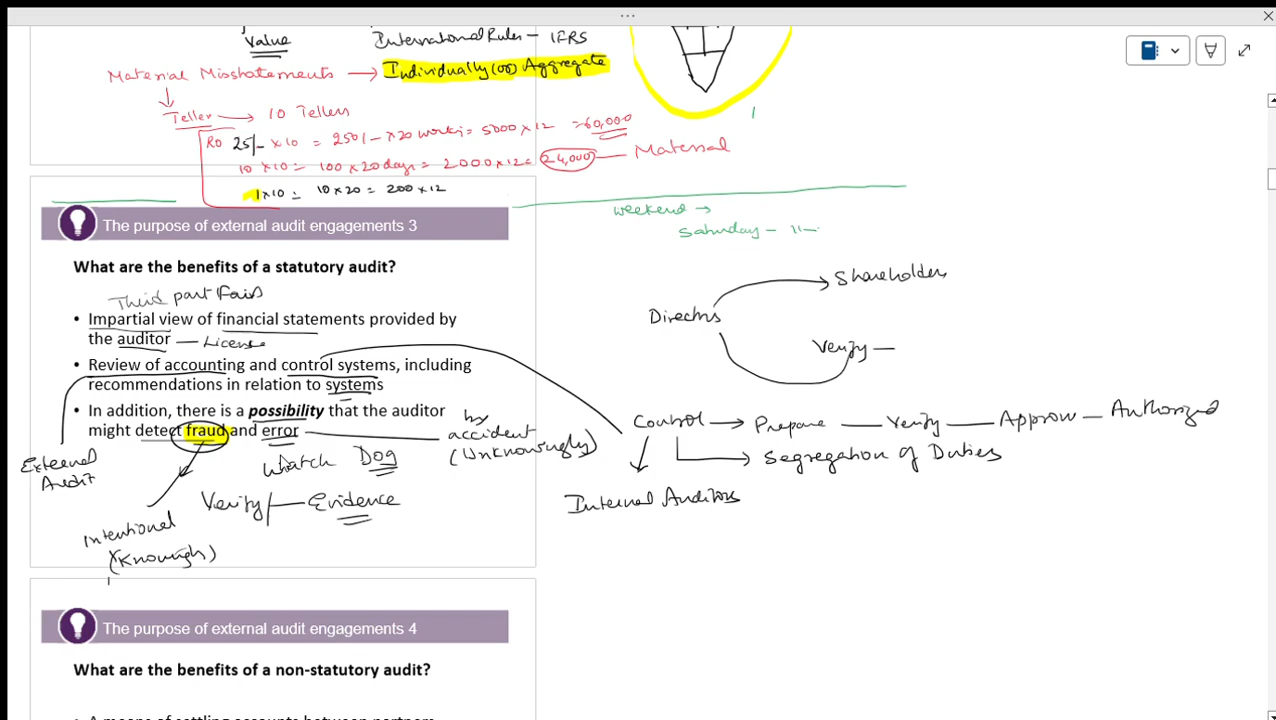 Value
International Rules - IFRS
Material Misstatements → Individually (or) Aggregate
Teller → 10 Tellers
RO 25/- × 10 = 250/- × 20 works = 5000 × 12 = 60,000
10 × 10 = 100 × 20 days = 2000 × 12 = 24,000 — Material
1 × 10 = 10 × 20 = 200 × 12
weekend →
Saturday - 11 -
The purpose of external audit engagements 3
What are the benefits of a statutory audit?
Third part Fair
• Impartial view of financial statements provided by
the auditor — License
• Review of accounting and control systems, including
recommendations in relation to systems
• In addition, there is a possibility that the auditor
might detect fraud and error
by
accident
(Unknowingly)
External
Audit
Watch Dog
Verify — Evidence
Intentional
Directors
Shareholders
Verify —
Control → Prepare — Verify — Approve — Authorized
Segregation of Duties
Internal Auditors
The purpose of external audit engagements 4
What are the benefits of a non-statutory audit?